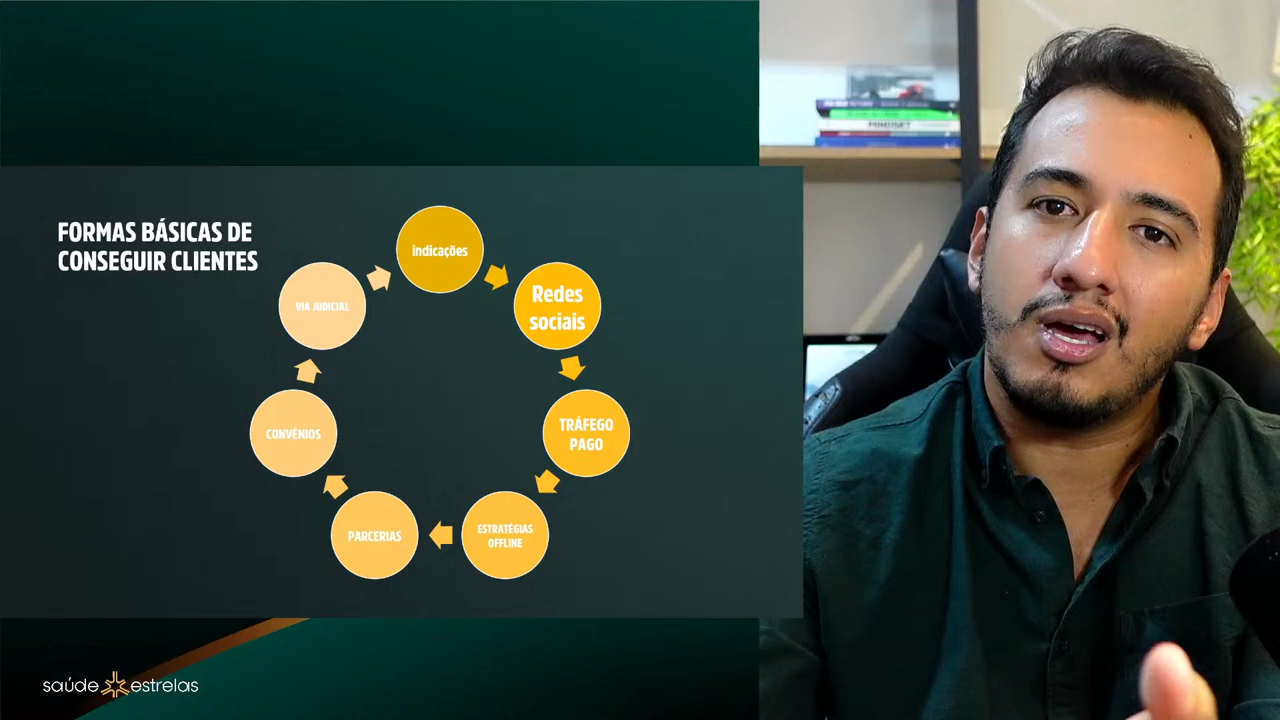 FORMAS BÁSICAS DE
CONSEGUIR CLIENTES
indicações
Redes
sociais
TRÁFEGO
PAGO
ESTRATÉGIAS
OFFLINE
PARCERIAS
CONVÊNIOS
VIA JUDICIAL
saúde estrelas
MINDSET